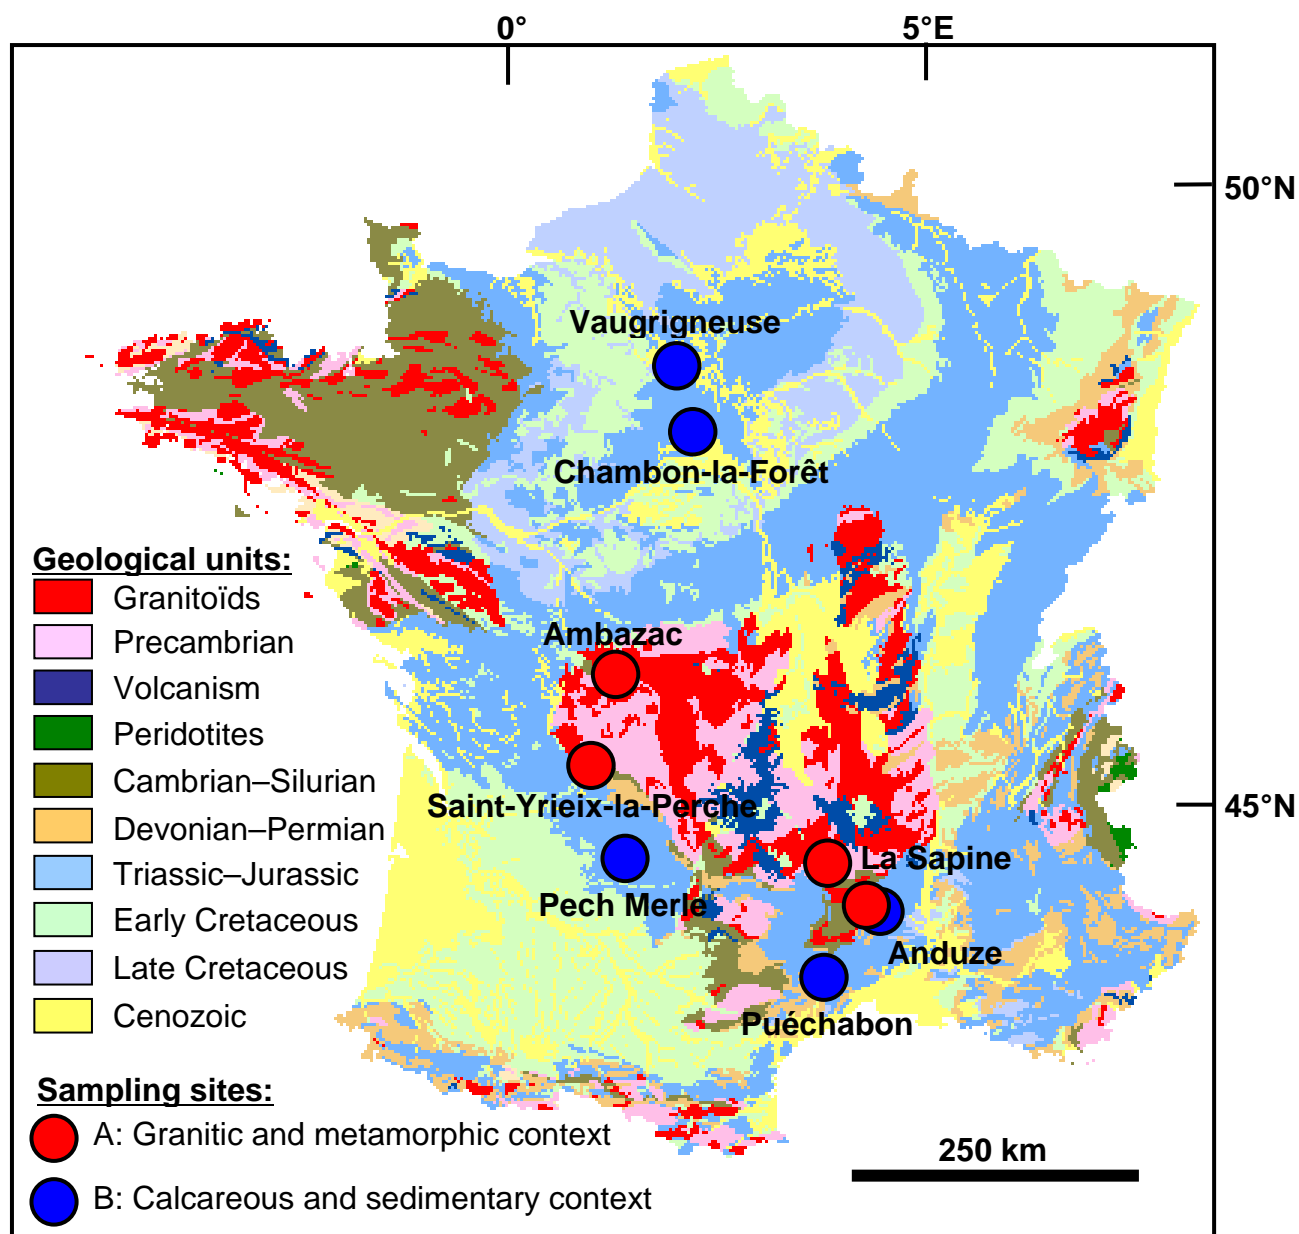 0°
5°E
50°N
Vaugrigneuse
Chambon-la-Forêt
Geological units:
Granitoïds
Precambrian
Volcanism
Peridotites
Cambrian–Silurian
Devonian–Permian
Triassic–Jurassic
Early Cretaceous
Late Cretaceous
Cenozoic
Ambazac
45°N
Saint-Yrieix-la-Perche
La Sapine
Pech Merle
Anduze
Puéchabon
Sampling sites:
A: Granitic and metamorphic context
B: Calcareous and sedimentary context
250 km